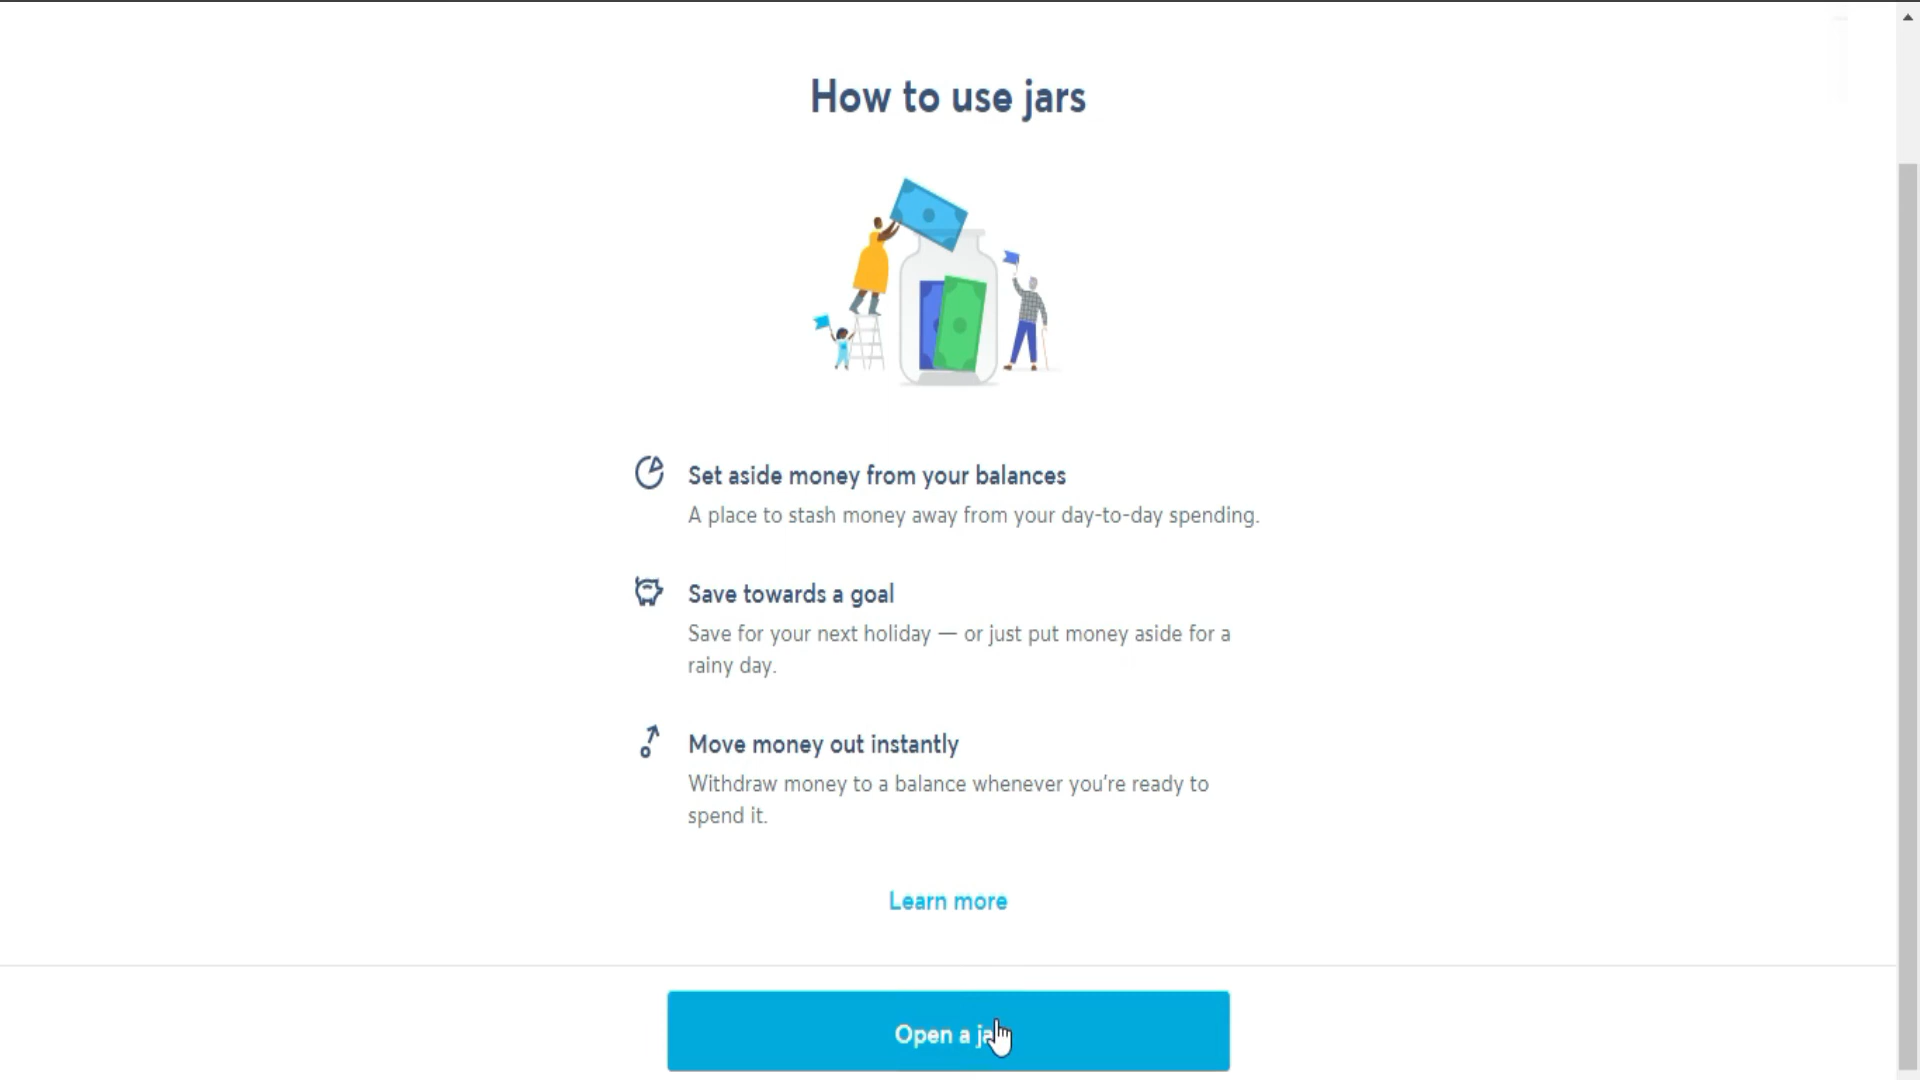 How to use jars
Set aside money from your balances
A place to stash money away from your day-to-day spending.
Save towards a goal
Save for your next holiday — or just put money aside for a
rainy day.
Move money out instantly
Withdraw money to a balance whenever you're ready to
spend it.
Learn more
Open a